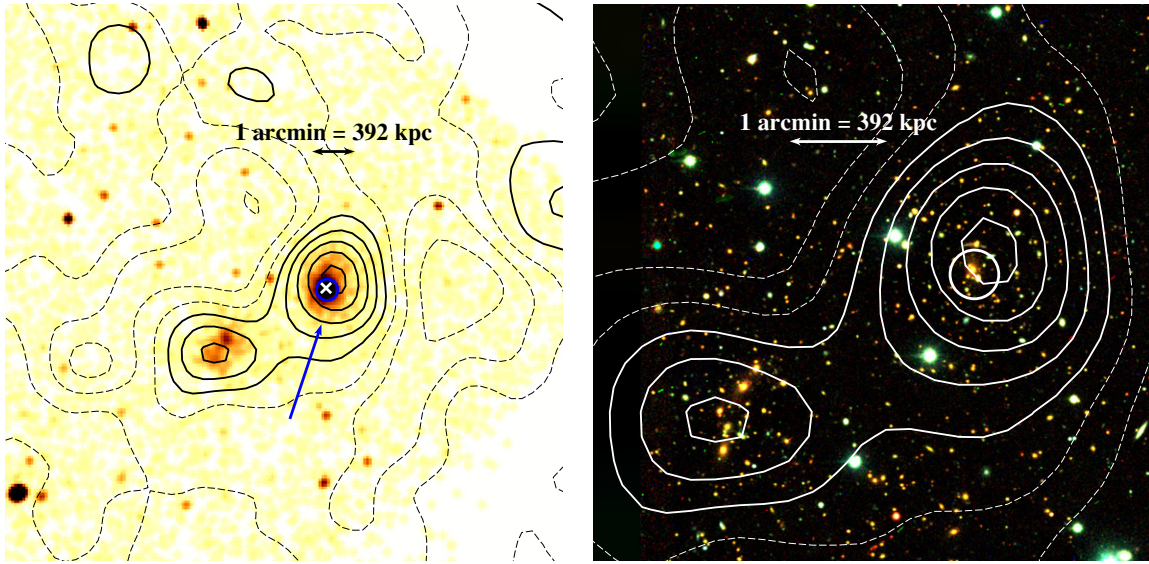 1 arcmin = 392 kpc
1 arcmin = 392 kpc